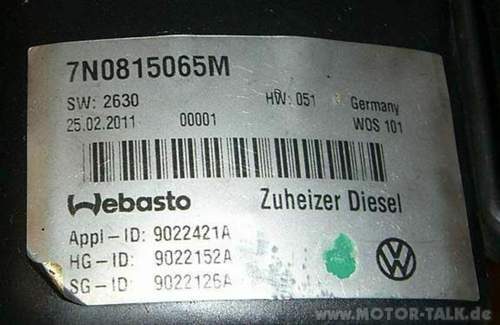 7N0815065M
SW: 2630 HW: 051 Germany
25.02.2011 00001 WOS 101
Webasto Zuheizer Diesel
Appl-ID: 9022421A
HG-ID: 9022152A
SG-ID: 9022126A
VW
www.MOTOR-TALK.de